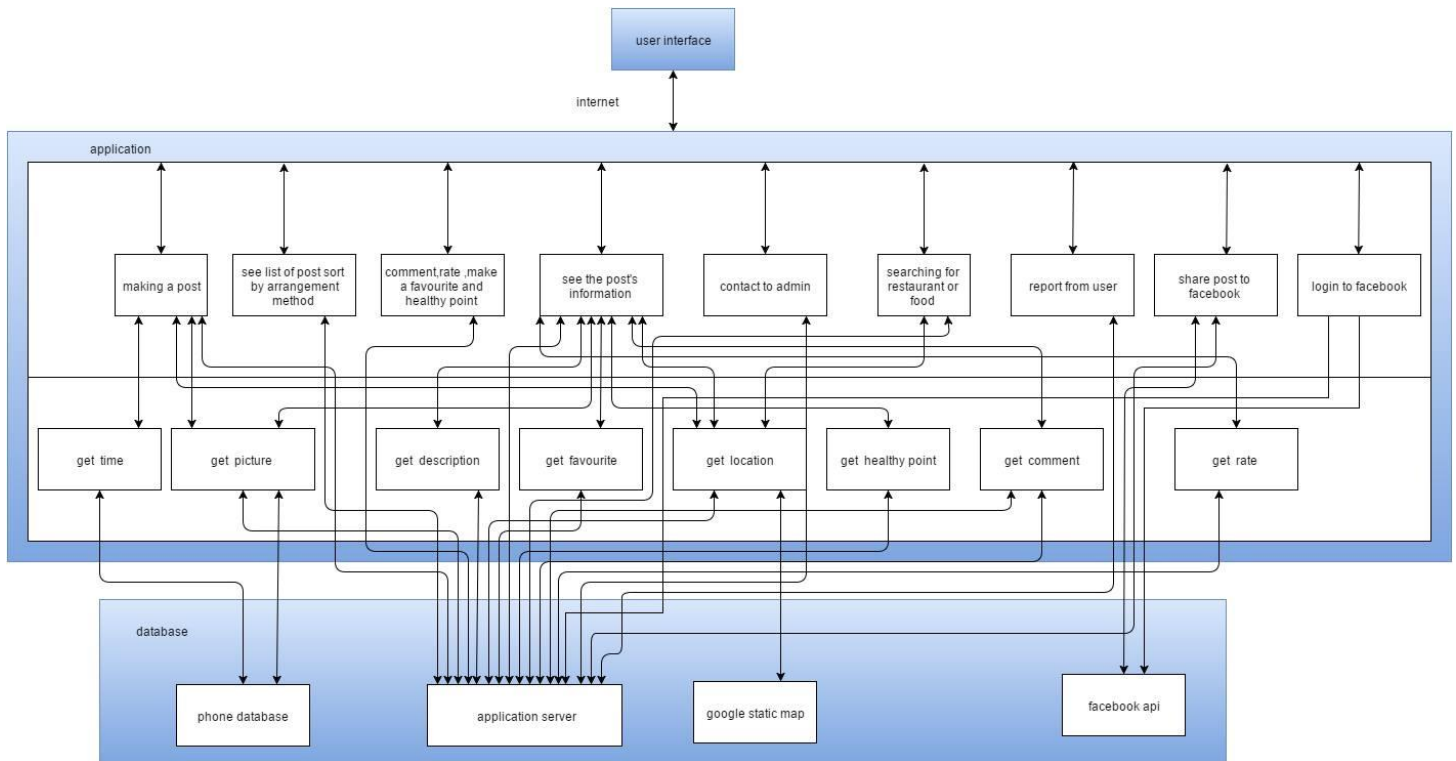 user interface
internet
application
making a post
see list of post sort
by arrangement
method
comment,rate ,make
a favourite and
healthy point
see the post's
information
contact to admin
searching for
restaurant or
food
report from user
share post to
facebook
login to facebook
get time
get picture
get description
get favourite
get location
get healthy point
get comment
get rate
database
phone database
application server
google static map
facebook api